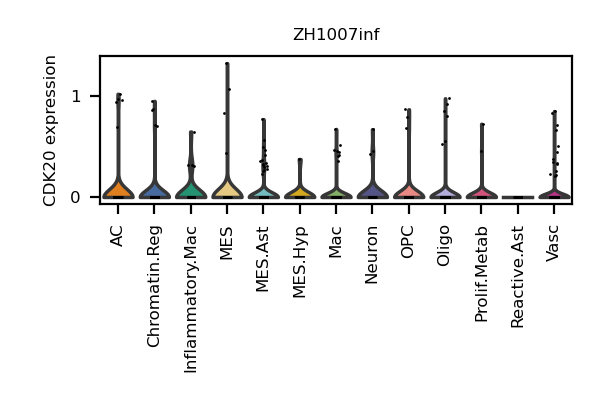 ZH1007inf
CDK20 expression
1
0
AC
Chromatin.Reg
Inflammatory.Mac
MES
MES.Ast
MES.Hyp
Mac
Neuron
OPC
Oligo
Prolif.Metab
Reactive.Ast
Vasc